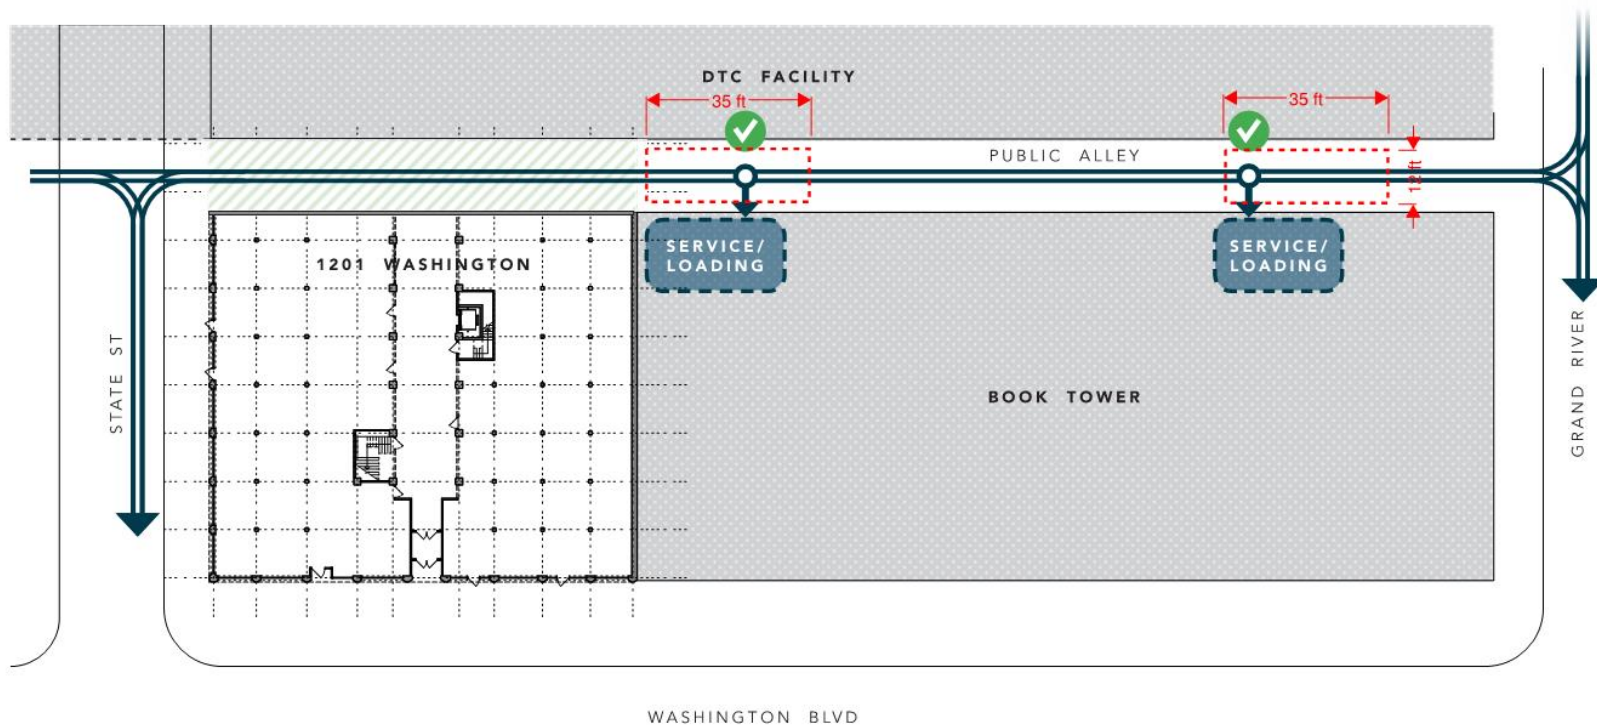 DTC FACILITY
35 ft
35 ft
PUBLIC ALLEY
12 ft
SERVICE/
LOADING
SERVICE/
LOADING
1201 WASHINGTON
STATE ST
BOOK TOWER
GRAND RIVER
WASHINGTON BLVD